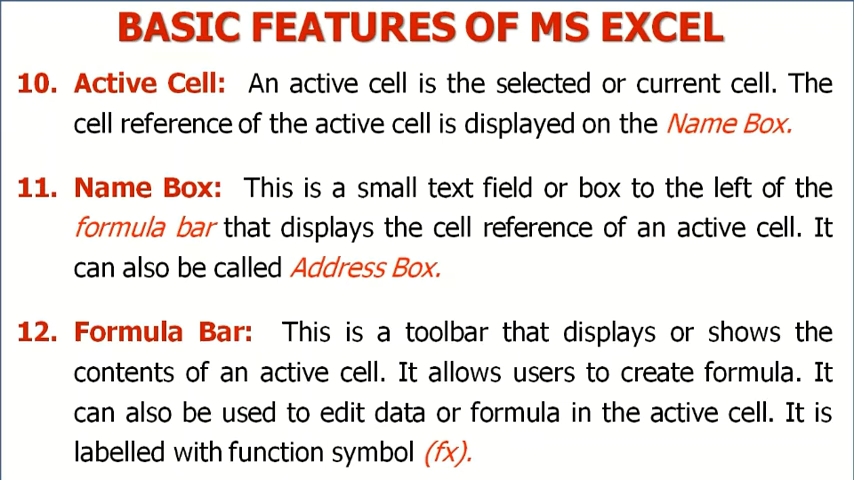 BASIC FEATURES OF MS EXCEL
10. Active Cell: An active cell is the selected or current cell. The
cell reference of the active cell is displayed on the Name Box.
11. Name Box: This is a small text field or box to the left of the
formula bar that displays the cell reference of an active cell. It
can also be called Address Box.
12. Formula Bar: This is a toolbar that displays or shows the
contents of an active cell. It allows users to create formula. It
can also be used to edit data or formula in the active cell. It is
labelled with function symbol (fx).